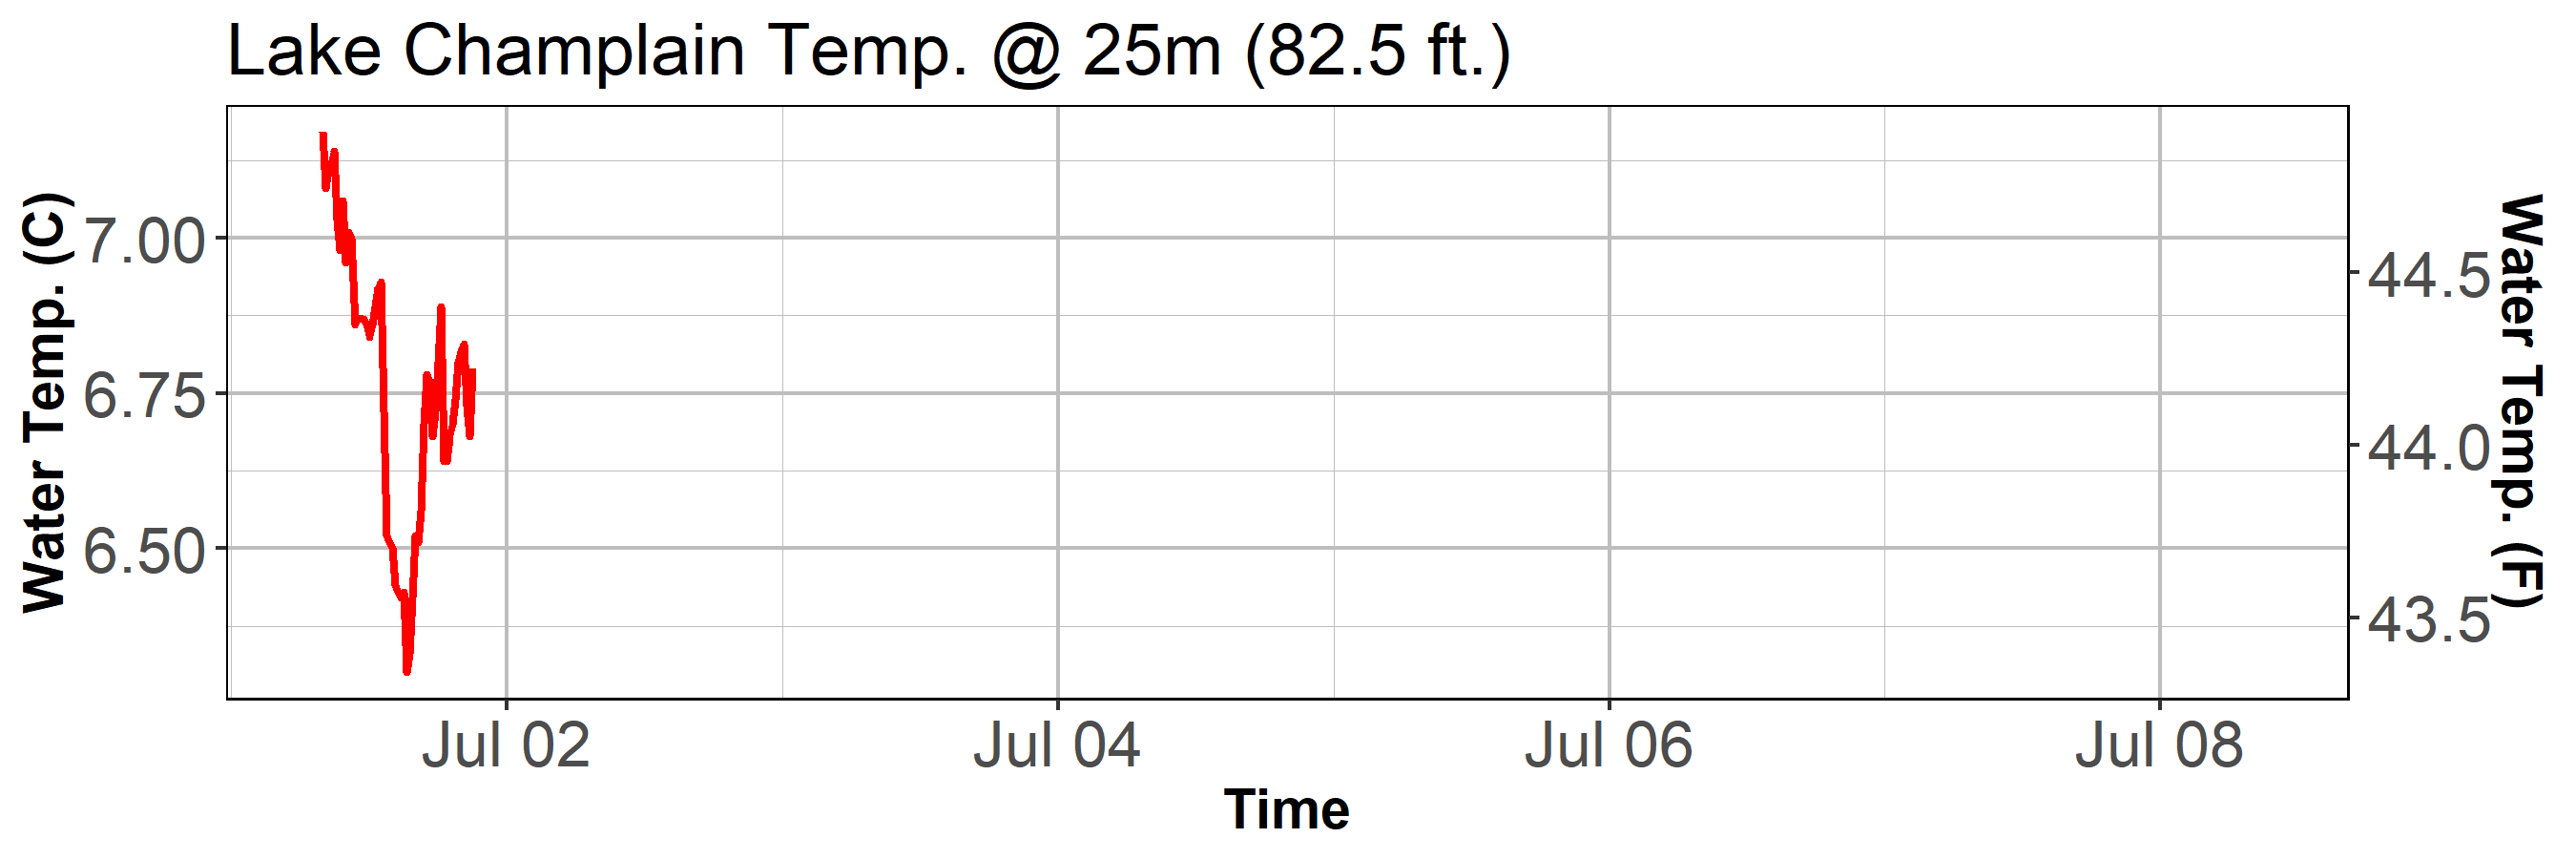 Lake Champlain Temp. @ 25m (82.5 ft.)
Water Temp. (C)
7.00
6.75
6.50
44.5
44.0
43.5
Water Temp. (F)
Jul 02 Jul 04 Jul 06 Jul 08
Time